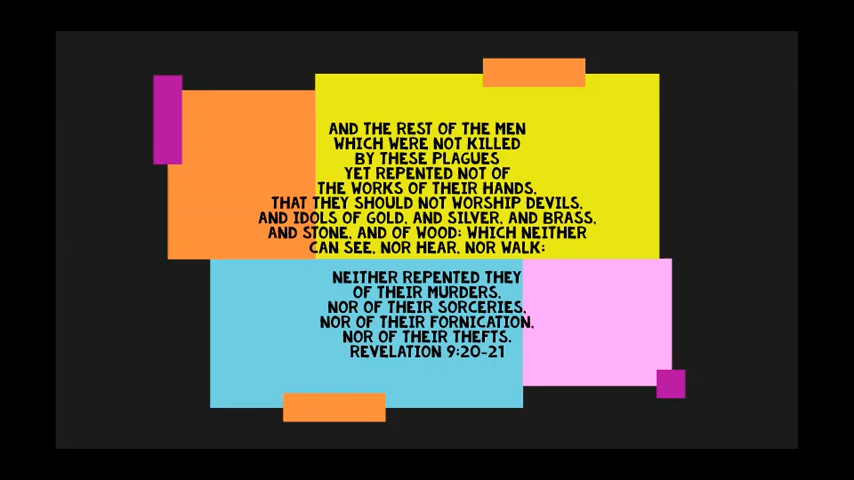 AND THE REST OF THE MEN
WHICH WERE NOT KILLED
BY THESE PLAGUES
YET REPENTED NOT OF
THE WORKS OF THEIR HANDS,
THAT THEY SHOULD NOT WORSHIP DEVILS,
AND IDOLS OF GOLD, AND SILVER, AND BRASS,
AND STONE, AND OF WOOD: WHICH NEITHER
CAN SEE, NOR HEAR, NOR WALK:
NEITHER REPENTED THEY
OF THEIR MURDERS,
NOR OF THEIR SORCERIES,
NOR OF THEIR FORNICATION,
NOR OF THEIR THEFTS.
REVELATION 9:20-21